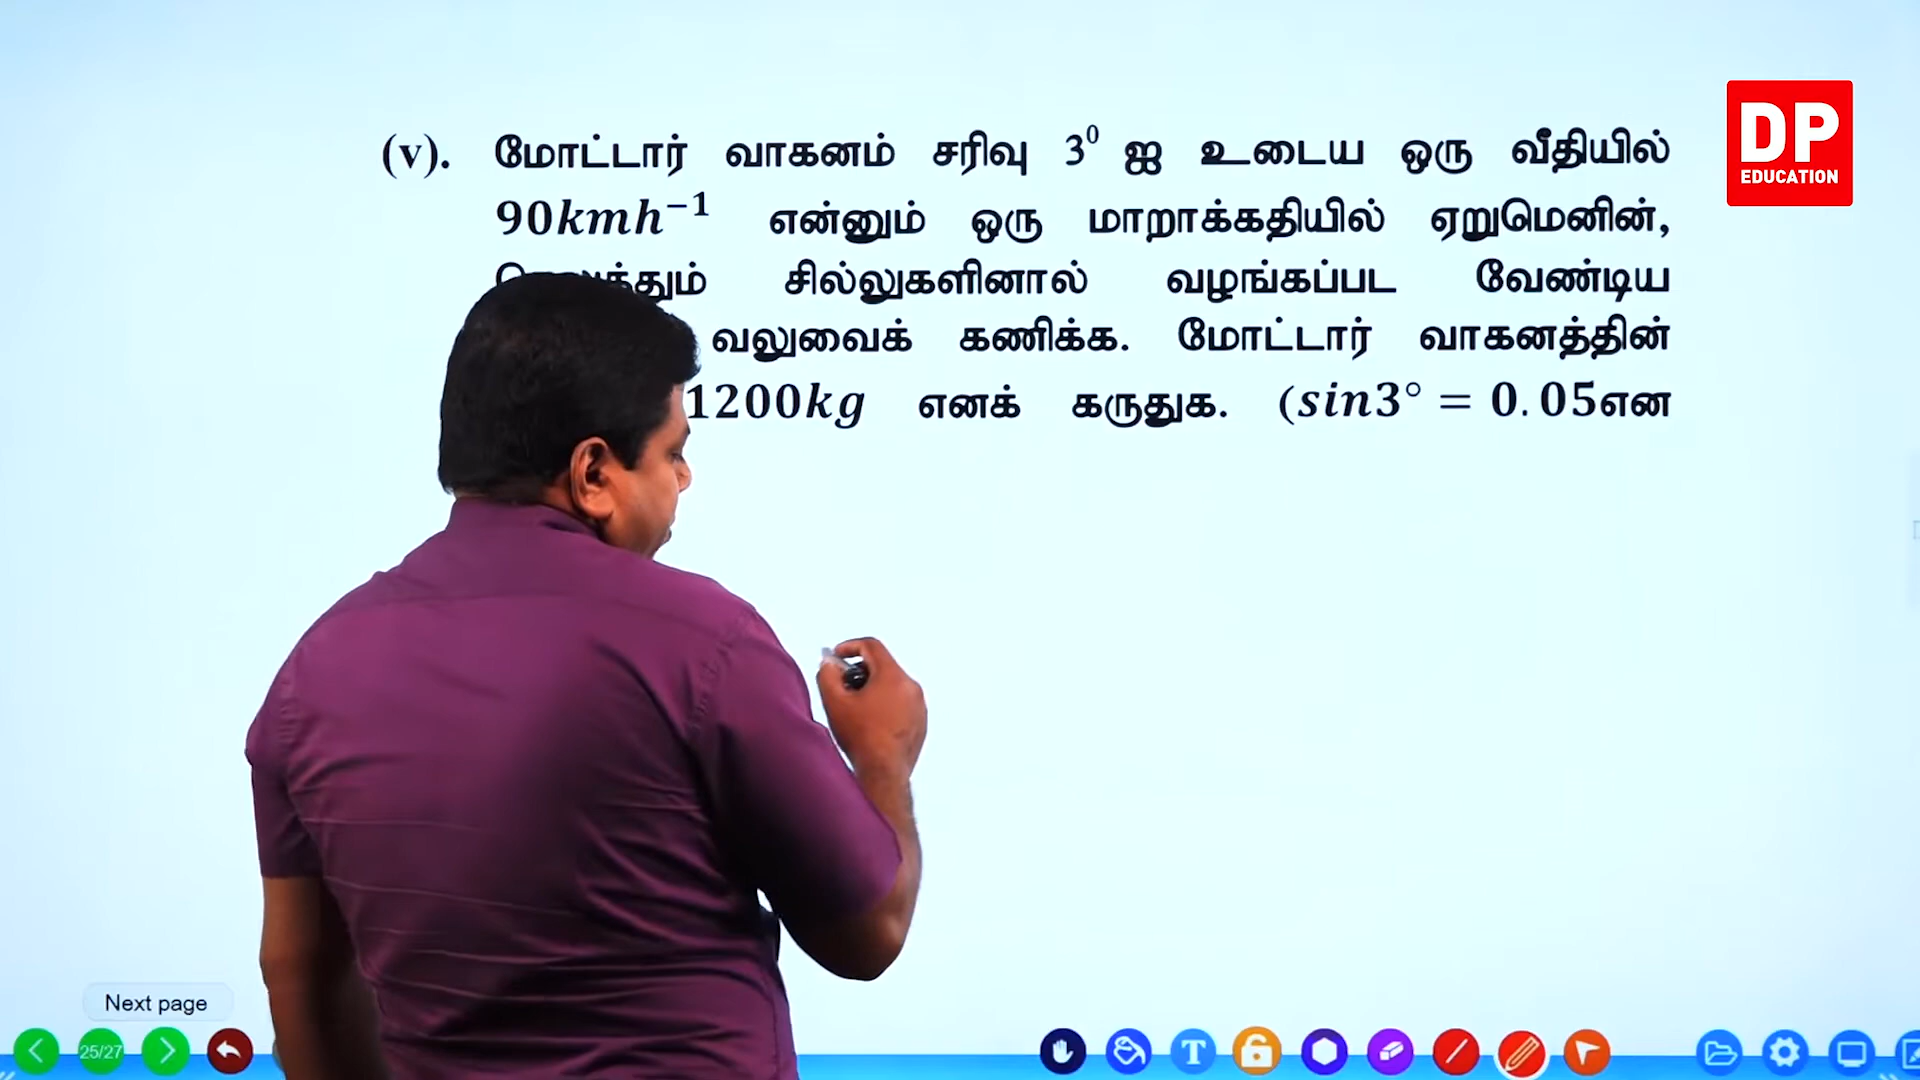 (v). மோட்டார் வாகனம் சரிவு 3⁰ ஐ உடைய ஒரு வீதியில்
90kmh⁻¹ என்னும் ஒரு மாறாக்கதியில் ஏறுமெனின்,
சில்லுகளினால் வழங்கப்பட வேண்டிய
வலுவைக் கணிக்க. மோட்டார் வாகனத்தின்
1200kg எனக் கருதுக. (sin3° = 0.05என
DP
EDUCATION
Next page
25/27
T